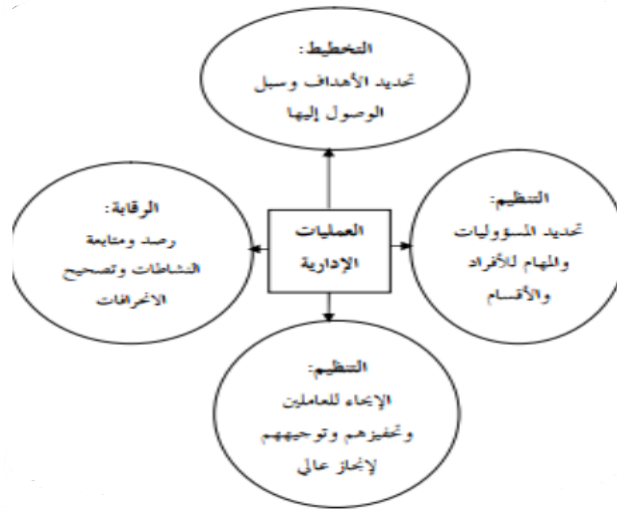 التخطيط:
تحديد الأهداف وسبل
الوصول إليها
التنظيم:
تحديد المسؤوليات
والمهام للأفراد
والأقسام
العمليات
الإدارية
الرقابة:
رصد ومتابعة
النشاطات وتصحيح
الانحرافات
التنظيم:
الإيحاء للعاملين
وتحفيزهم وتوجيههم
لإنجاز عالي